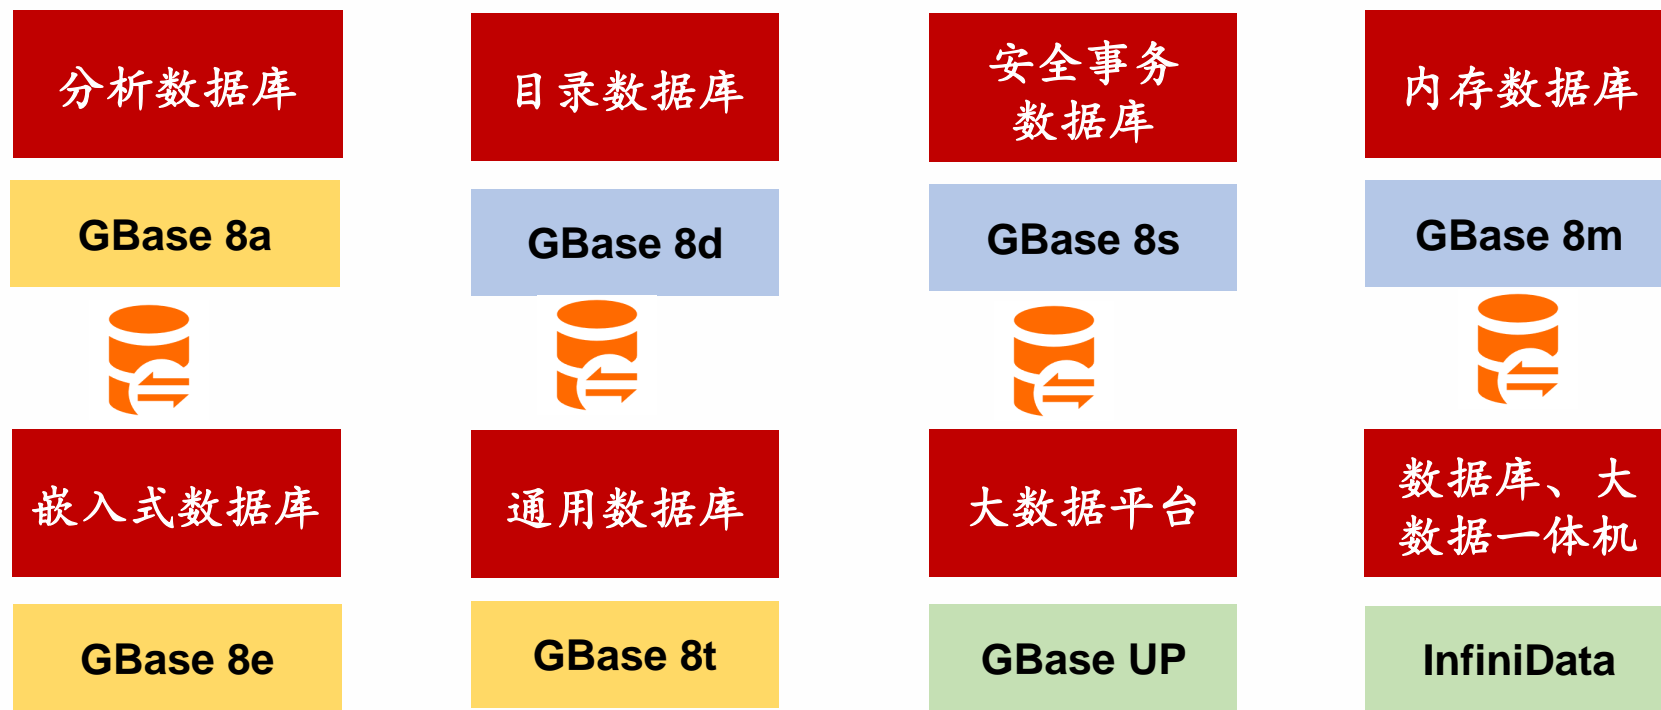 分析数据库
目录数据库
安全事务
数据库
内存数据库
GBase 8a
GBase 8d
GBase 8s
GBase 8m
嵌入式数据库
通用数据库
大数据平台
数据库、大
数据一体机
GBase 8e
GBase 8t
GBase UP
InfiniData